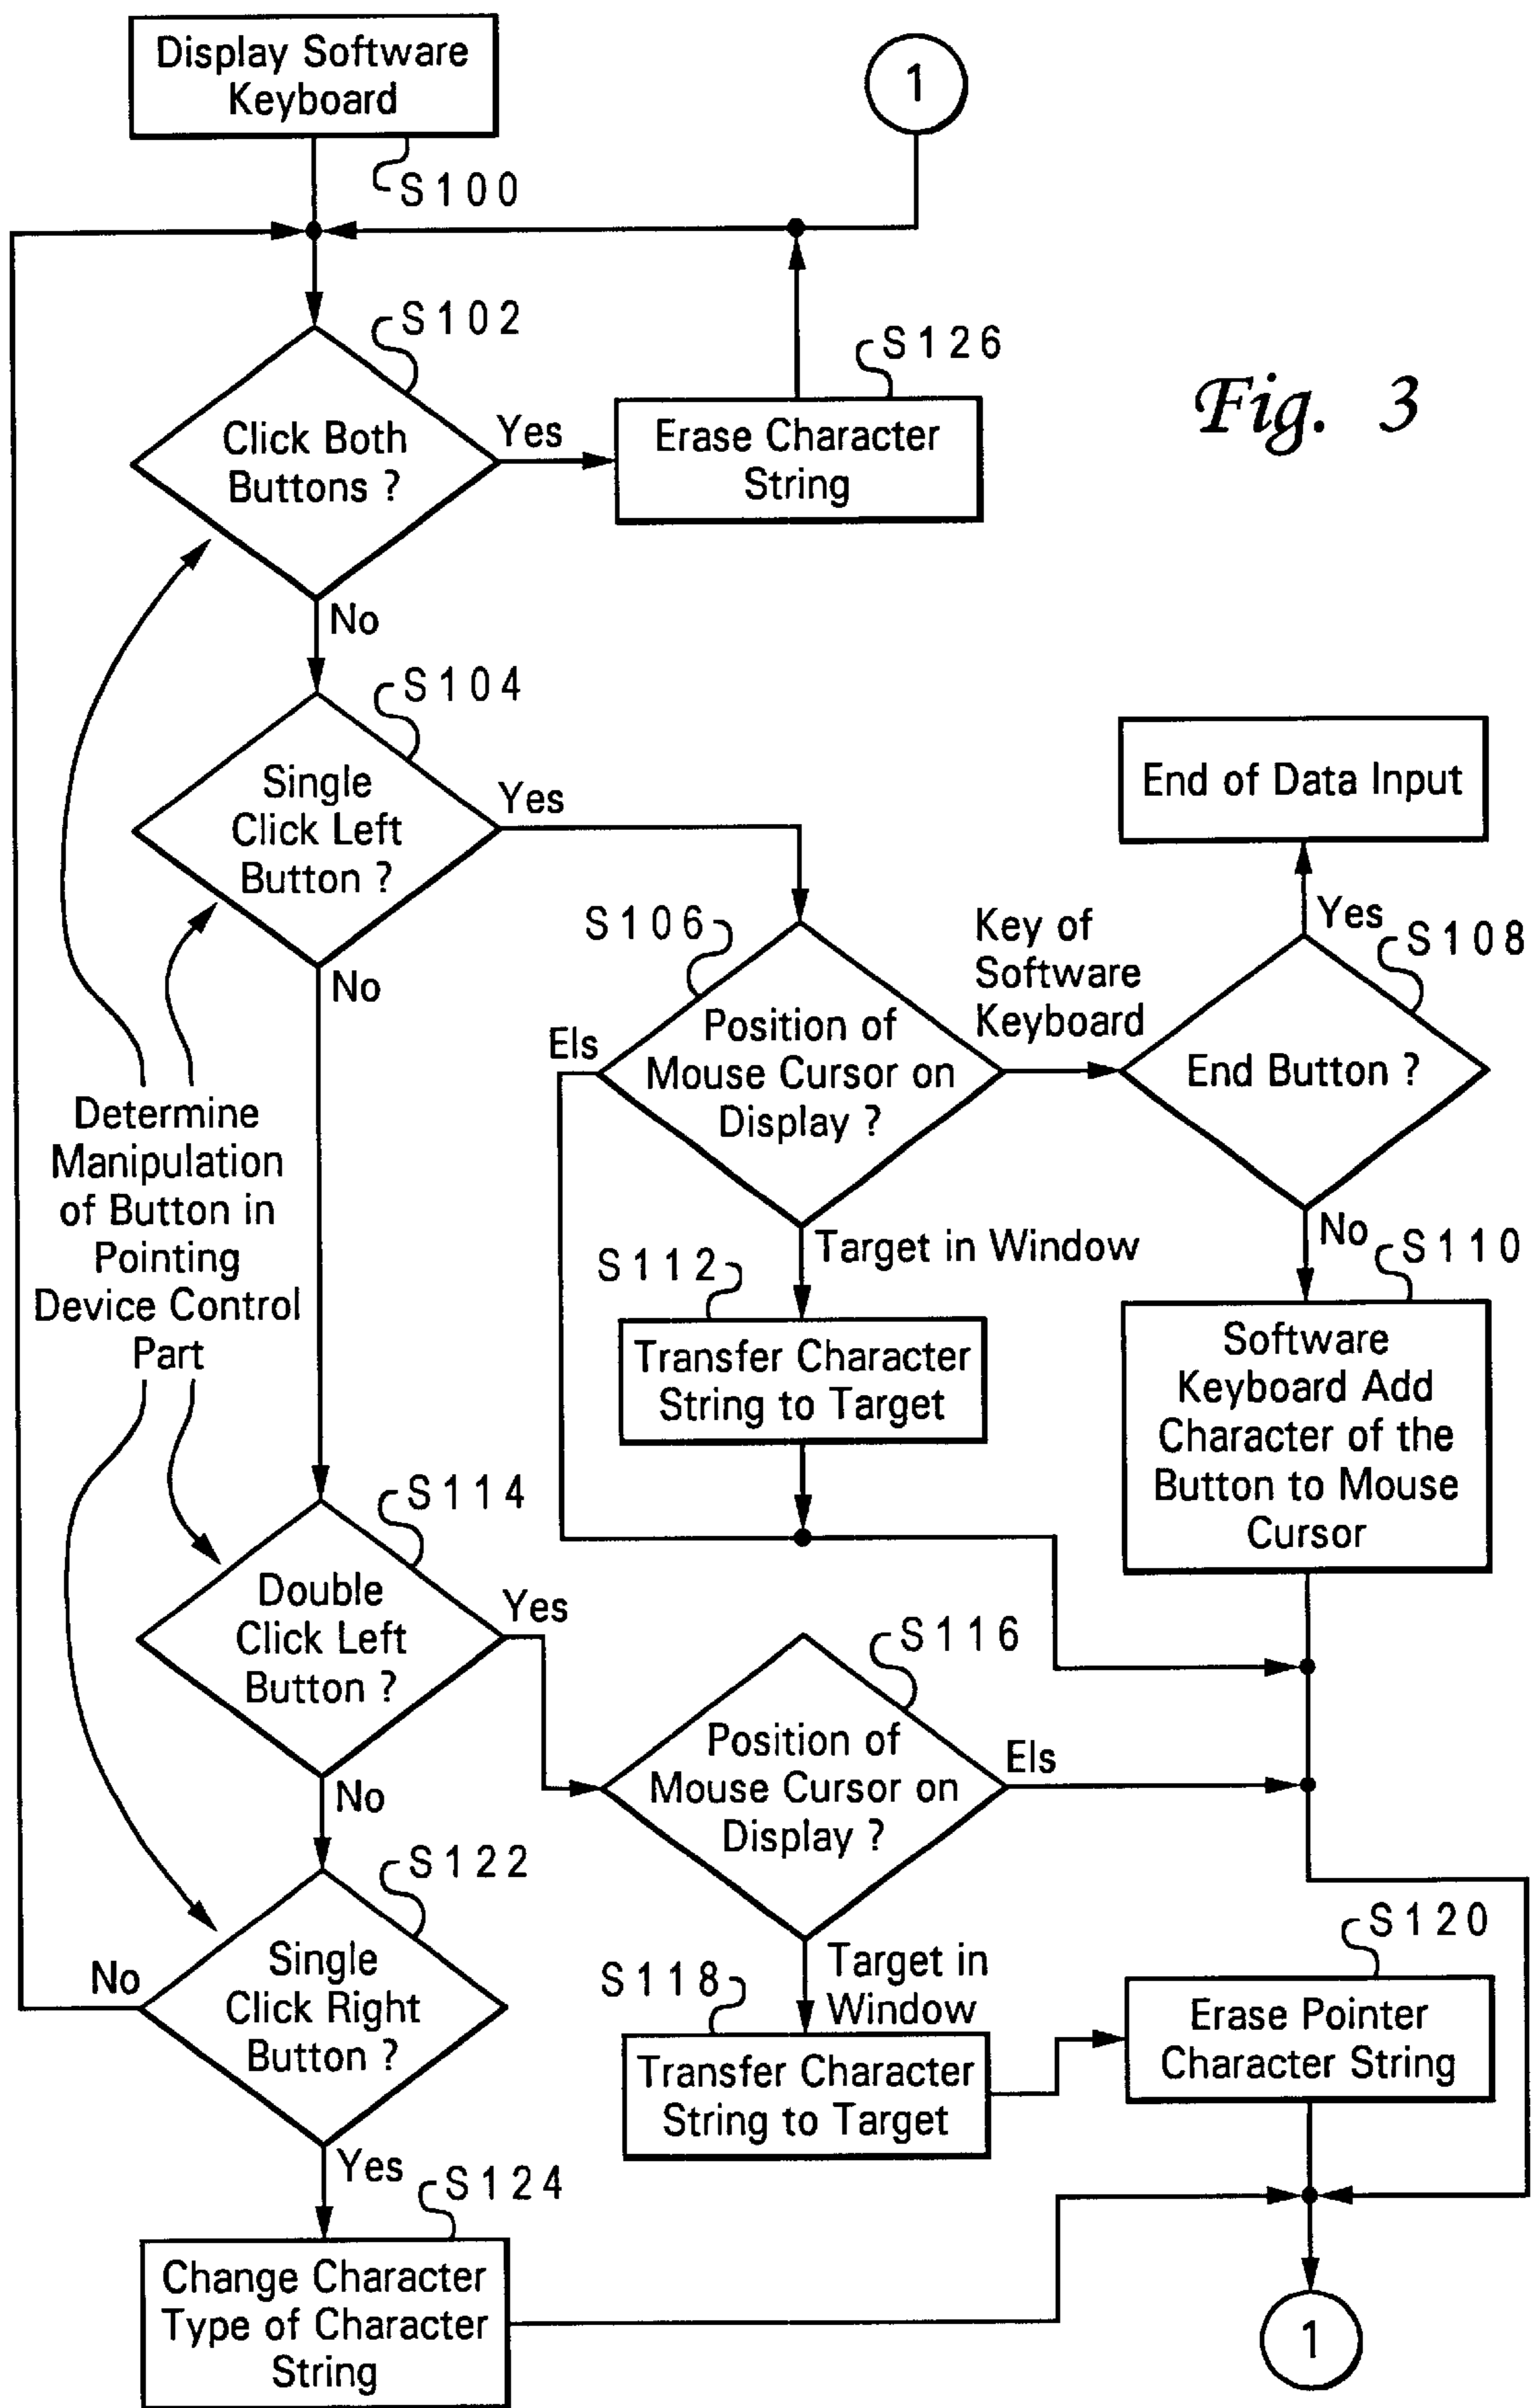 Display Software
Keyboard
1
S100
S102
Click Both
Buttons ?
Yes
No
S126
Erase Character
String
Fig. 3
S104
Single
Click Left
Button ?
Yes
No
End of Data Input
S106
Position of
Mouse Cursor on
Display ?
Els
Key of
Software
Keyboard
Yes
S108
End Button ?
No
Determine
Manipulation
of Button in
Pointing
Device Control
Part
Target in Window
S112
Transfer Character
String to Target
S110
Software
Keyboard Add
Character of the
Button to Mouse
Cursor
S114
Double
Click Left
Button ?
Yes
No
S116
Position of
Mouse Cursor on
Display ?
Els
Target in
Window
S118
Transfer Character
String to Target
S120
Erase Pointer
Character String
S122
Single
Click Right
Button ?
No
Yes
S124
Change Character
Type of Character
String
1